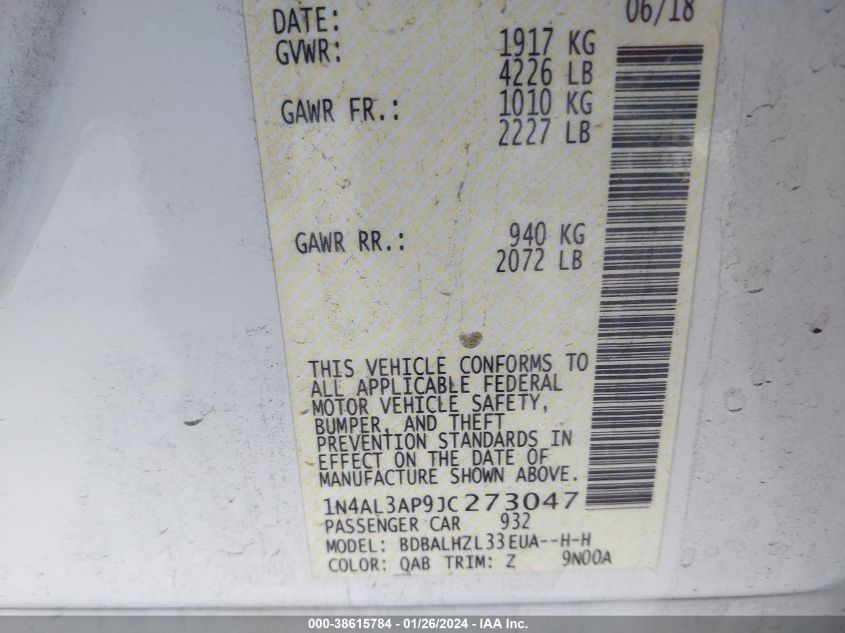 DATE: 06/18
GVWR: 1917 KG
4226 LB
GAWR FR.: 1010 KG
2227 LB
GAWR RR.: 940 KG
2072 LB
THIS VEHICLE CONFORMS TO
ALL APPLICABLE FEDERAL
MOTOR VEHICLE SAFETY,
BUMPER, AND THEFT
PREVENTION STANDARDS IN
EFFECT ON THE DATE OF
MANUFACTURE SHOWN ABOVE.
1N4AL3AP9JC273047
PASSENGER CAR 932
MODEL: BDBALHZL33EUA--H-H
COLOR: QAB TRIM: Z 9N00A
000-38615784 - 01/26/2024 - IAA Inc.